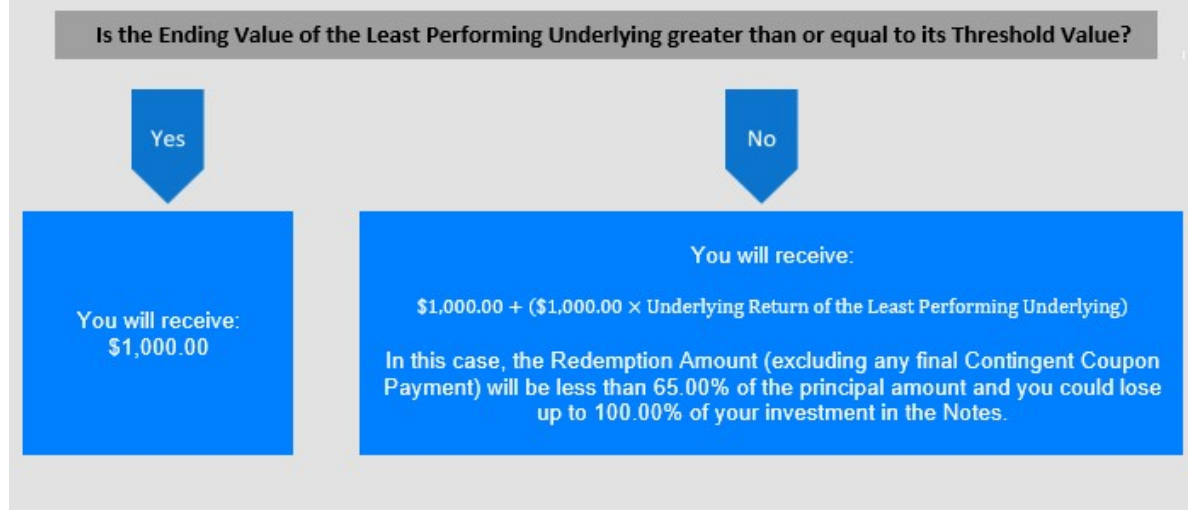 Is the Ending Value of the Least Performing Underlying greater than or equal to its Threshold Value?
Yes
No
You will receive:
$1,000.00
You will receive:
$1,000.00 + ($1,000.00 × Underlying Return of the Least Performing Underlying)
In this case, the Redemption Amount (excluding any final Contingent Coupon
Payment) will be less than 65.00% of the principal amount and you could lose
up to 100.00% of your investment in the Notes.